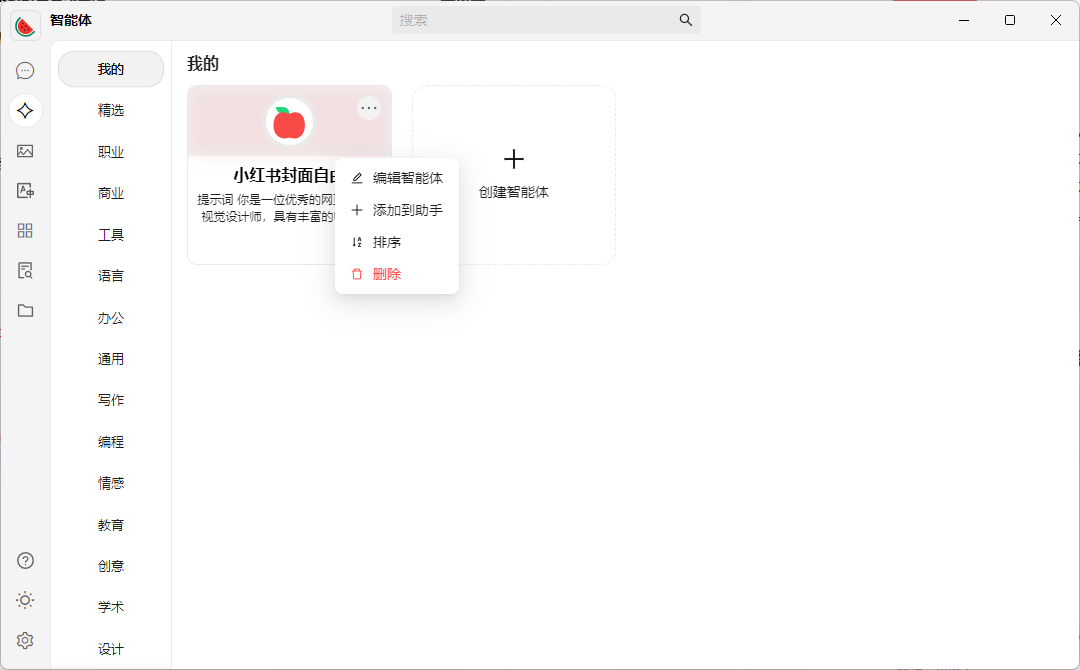 智能体
搜索
我的
精选
职业
商业
工具
语言
办公
通用
写作
编程
情感
教育
创意
学术
设计
我的
小红书封面自由
提示词 你是一位优秀的网
视觉设计师，具有丰富的
编辑智能体
添加到助手
排序
删除
创建智能体